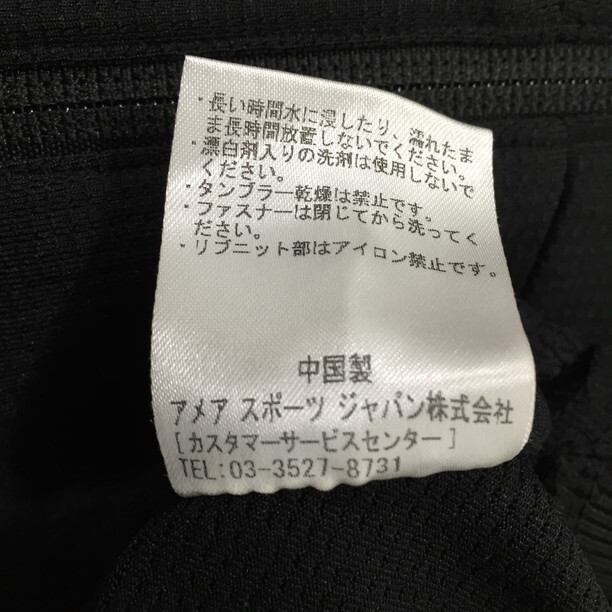 ・長い時間水に浸したり、濡れたま
ま長時間放置しないでください。
・漂白剤入りの洗剤は使用しないで
ください。
・タンブラー乾燥は禁止です。
・ファスナーは閉じてから洗ってく
ださい。
・リブニット部はアイロン禁止です。
中国製
アメア スポーツ ジャパン株式会社
[カスタマーサービスセンター]
TEL:03-3527-8731